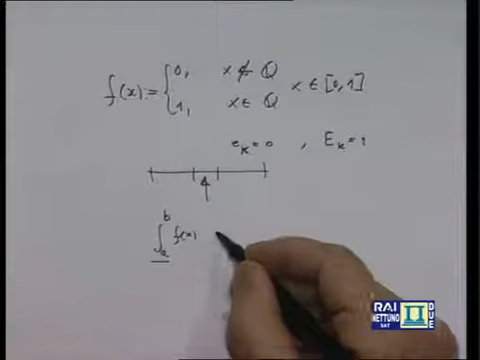 f(x) := { 0, x ∉ Q
1, x ∈ Q x ∈ [0,1]
e_k = 0 , E_k = 1
∫_a^b f(x)
RAI
NETTUNO
SAT
DUE